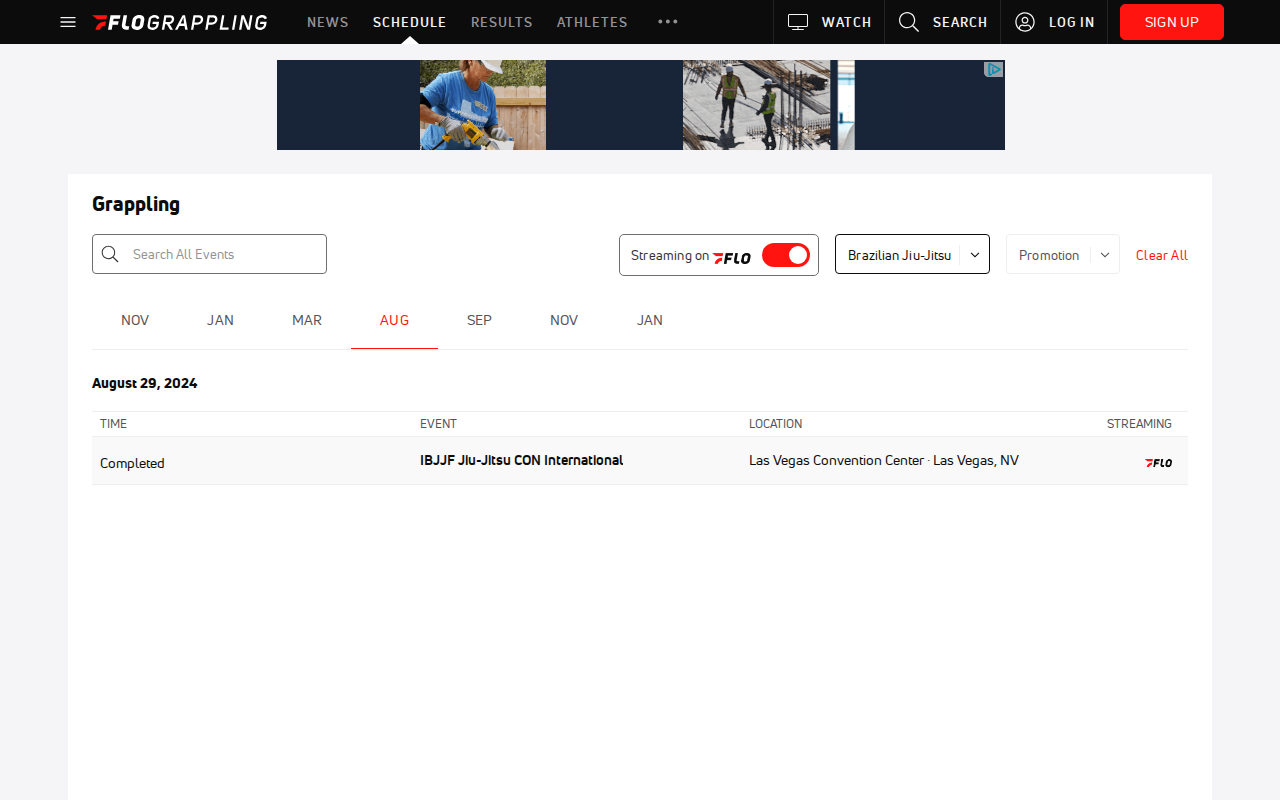 FLOGRAPPLING NEWS SCHEDULE RESULTS ATHLETES ••• WATCH SEARCH LOG IN SIGN UP
Grappling
Search All Events Streaming on FLO Brazilian Jiu-Jitsu Promotion Clear All
NOV JAN MAR AUG SEP NOV JAN
August 29, 2024
TIME EVENT LOCATION STREAMING
Completed IBJJF Jiu-Jitsu CON International Las Vegas Convention Center · Las Vegas, NV FLO